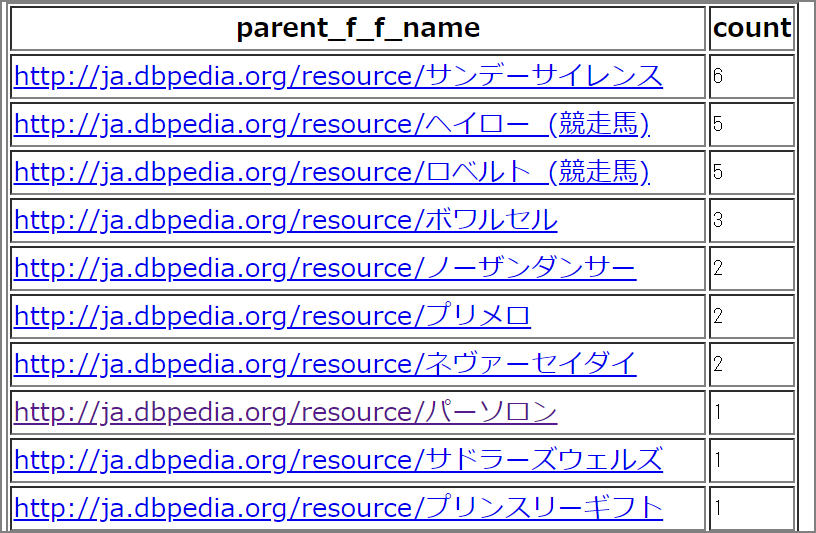 parent_f_f_name count
http://ja.dbpedia.org/resource/サンデーサイレンス 6
http://ja.dbpedia.org/resource/ヘイロー_(競走馬) 5
http://ja.dbpedia.org/resource/ロベルト_(競走馬) 5
http://ja.dbpedia.org/resource/ボワルセル 3
http://ja.dbpedia.org/resource/ノーザンダンサー 2
http://ja.dbpedia.org/resource/プリメロ 2
http://ja.dbpedia.org/resource/ネヴァーセイダイ 2
http://ja.dbpedia.org/resource/パーソロン 1
http://ja.dbpedia.org/resource/サドラーズウェルズ 1
http://ja.dbpedia.org/resource/プリンスリーギフト 1